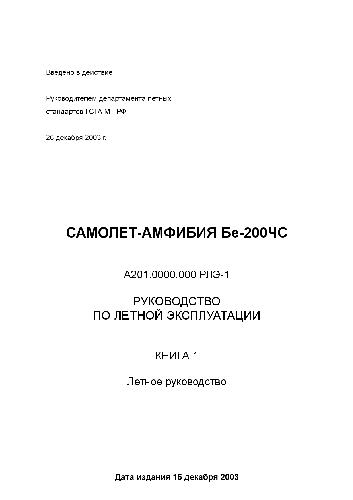 Введено в действие
Руководителем департамента летных
стандартов ГСГА МТ РФ
26 декабря 2003 г.
САМОЛЕТ-АМФИБИЯ Бе-200ЧС
А201.0000.000 РЛЭ-1
РУКОВОДСТВО
ПО ЛЕТНОЙ ЭКСПЛУАТАЦИИ
КНИГА 1
Летное руководство
Дата издания 15 декабря 2003